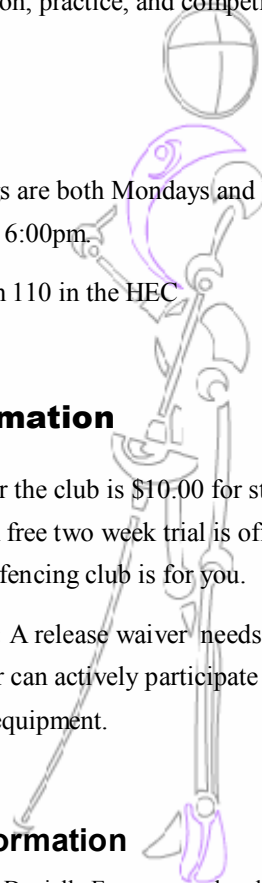 on, practice, and competi
s are both Mondays and
6:00pm.
110 in the HEC
mation
r the club is $10.00 for st
free two week trial is of
fencing club is for you.
A release waiver needs
r can actively participate
equipment.
ormation